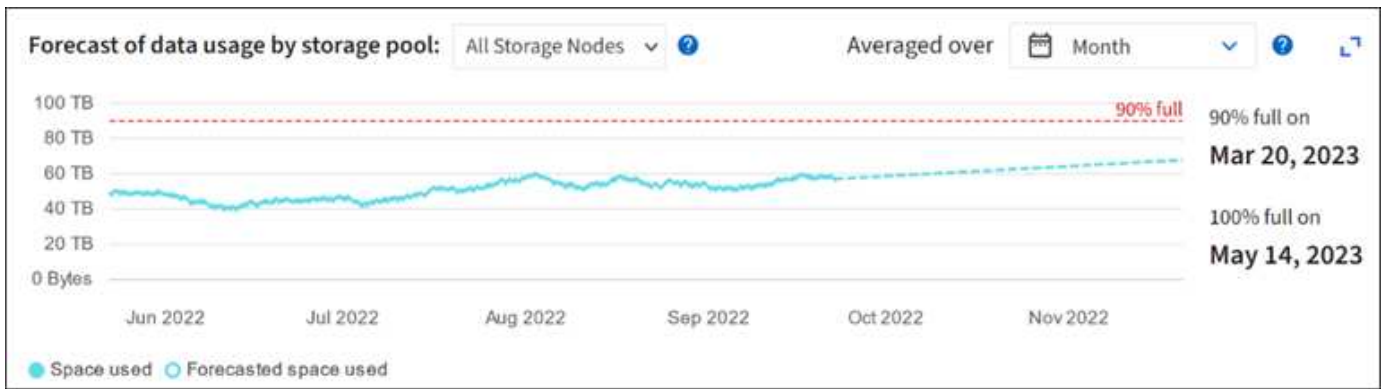 Forecast of data usage by storage pool: All Storage Nodes ? Averaged over Month ?
100 TB
90% full
90% full on
80 TB
Mar 20, 2023
60 TB
40 TB
100% full on
20 TB
May 14, 2023
0 Bytes
Jun 2022 Jul 2022 Aug 2022 Sep 2022 Oct 2022 Nov 2022
Space used Forecasted space used